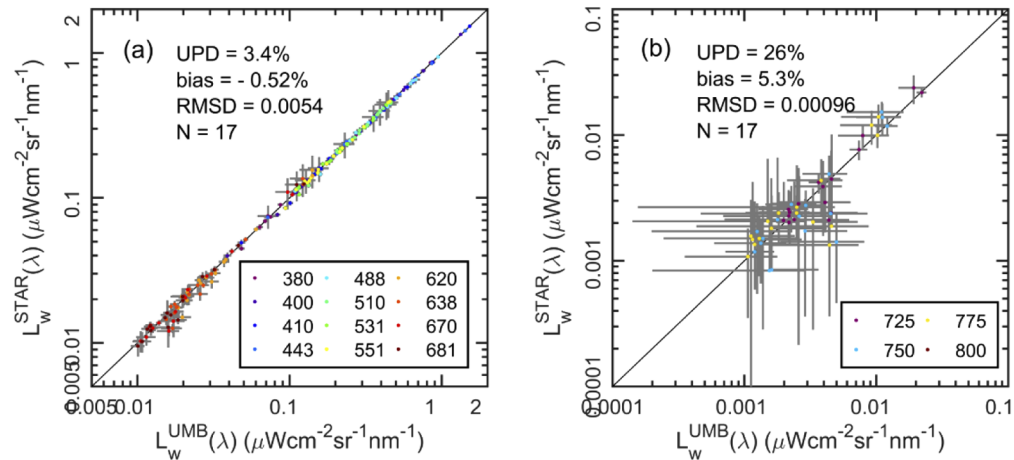 (a)
UPD = 3.4%
bias = - 0.52%
RMSD = 0.0054
N = 17
2
1
0.1
0.01
0.005
L_w^STAR(λ) (μWcm^-2sr^-1nm^-1)
380 488 620
400 510 638
410 531 670
443 551 681
0.005 0.01 0.1 1 2
L_w^UMB(λ) (μWcm^-2sr^-1nm^-1)
(b)
UPD = 26%
bias = 5.3%
RMSD = 0.00096
N = 17
0.1
0.01
0.001
0.0001
L_w^STAR(λ) (μWcm^-2sr^-1nm^-1)
725 775
750 800
0.0001 0.001 0.01 0.1
L_w^UMB(λ) (μWcm^-2sr^-1nm^-1)